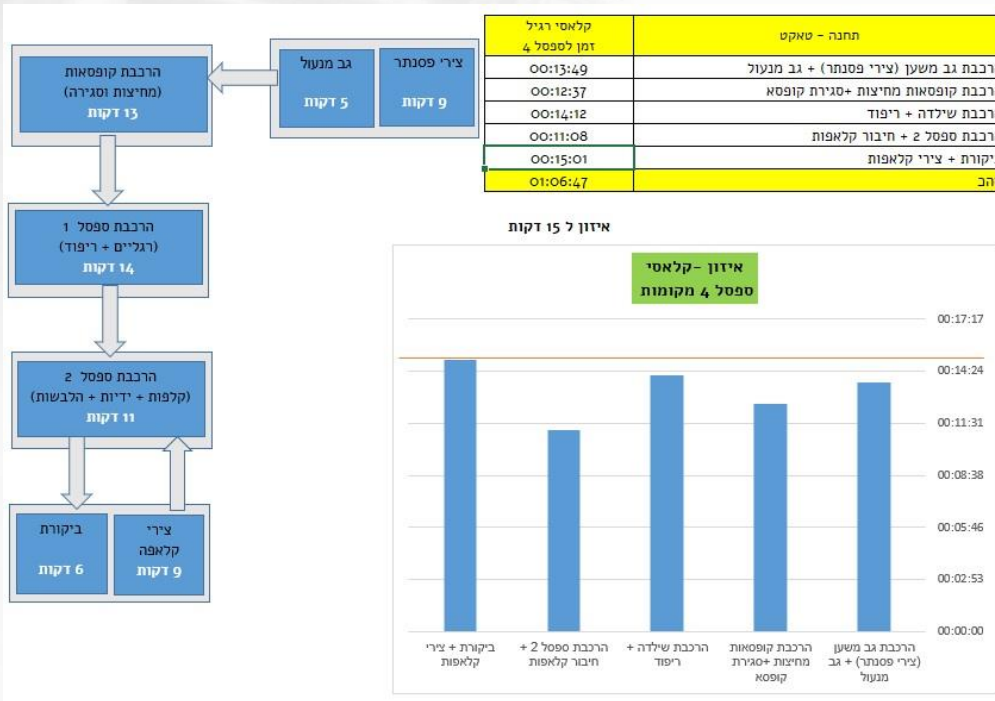 קלאסי רגיל
זמן לספסל 4
תחנה - טאקט
00:13:49
רכבת גב משען (צירי פסנתר) + גב מנעול
00:12:37
רכבת קופסאות מחיצות +סגירת קופסא
00:14:12
רכבת שילדה + ריפוד
00:11:08
רכבת ספסל 2 + חיבור קלאפות
00:15:01
יקורת + צירי קלאפות
01:06:47
הכ
צירי פסנתר
9 דקות
גב מנעול
5 דקות
הרכבת קופסאות
(מחיצות וסגירה)
13 דקות
הרכבת ספסל 1
(רגליים + ריפוד)
14 דקות
הרכבת ספסל 2
(קלפות + ידיות + הלבשות)
11 דקות
צירי
קלאפה
9 דקות
ביקורת
6 דקות
איזון ל 15 דקות
איזון -קלאסי
ספסל 4 מקומות
00:17:17
00:14:24
00:11:31
00:08:38
00:05:46
00:02:53
00:00:00
הרכבת גב משען
(צירי פסנתר) + גב
מנעול
הרכבת קופסאות
מחיצות +סגירת
קופסא
הרכבת שילדה +
ריפוד
הרכבת ספסל 2 +
חיבור קלאפות
ביקורת + צירי
קלאפות